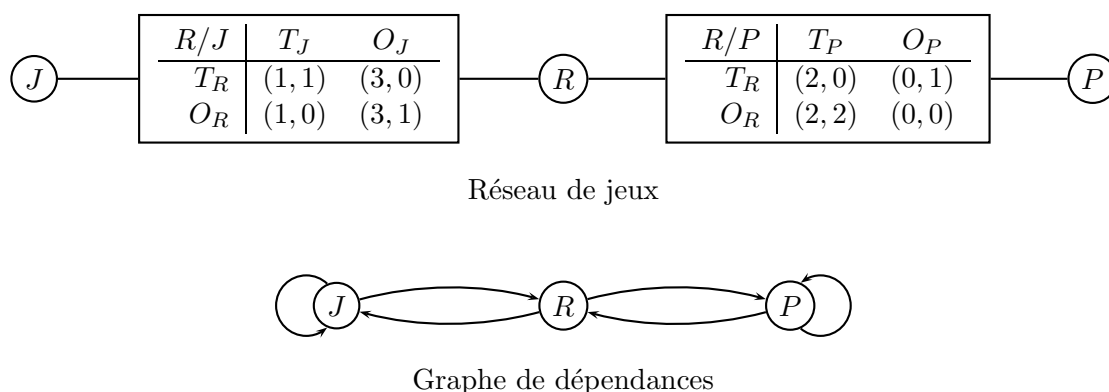 R/J T_J O_J R/P T_P O_P
J T_R (1, 1) (3, 0) R T_R (2, 0) (0, 1) P
O_R (1, 0) (3, 1) O_R (2, 2) (0, 0)
Réseau de jeux
J R P
Graphe de dépendances